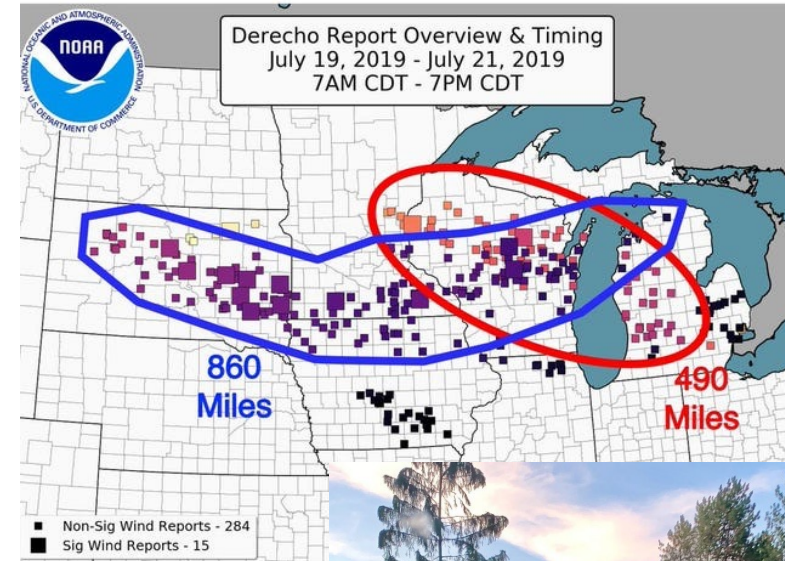 NATIONAL OCEANIC AND ATMOSPHERIC ADMINISTRATION
NOAA
U.S. DEPARTMENT OF COMMERCE
Derecho Report Overview & Timing
July 19, 2019 - July 21, 2019
7AM CDT - 7PM CDT
860
Miles
490
Miles
Non-Sig Wind Reports - 284
Sig Wind Reports - 15